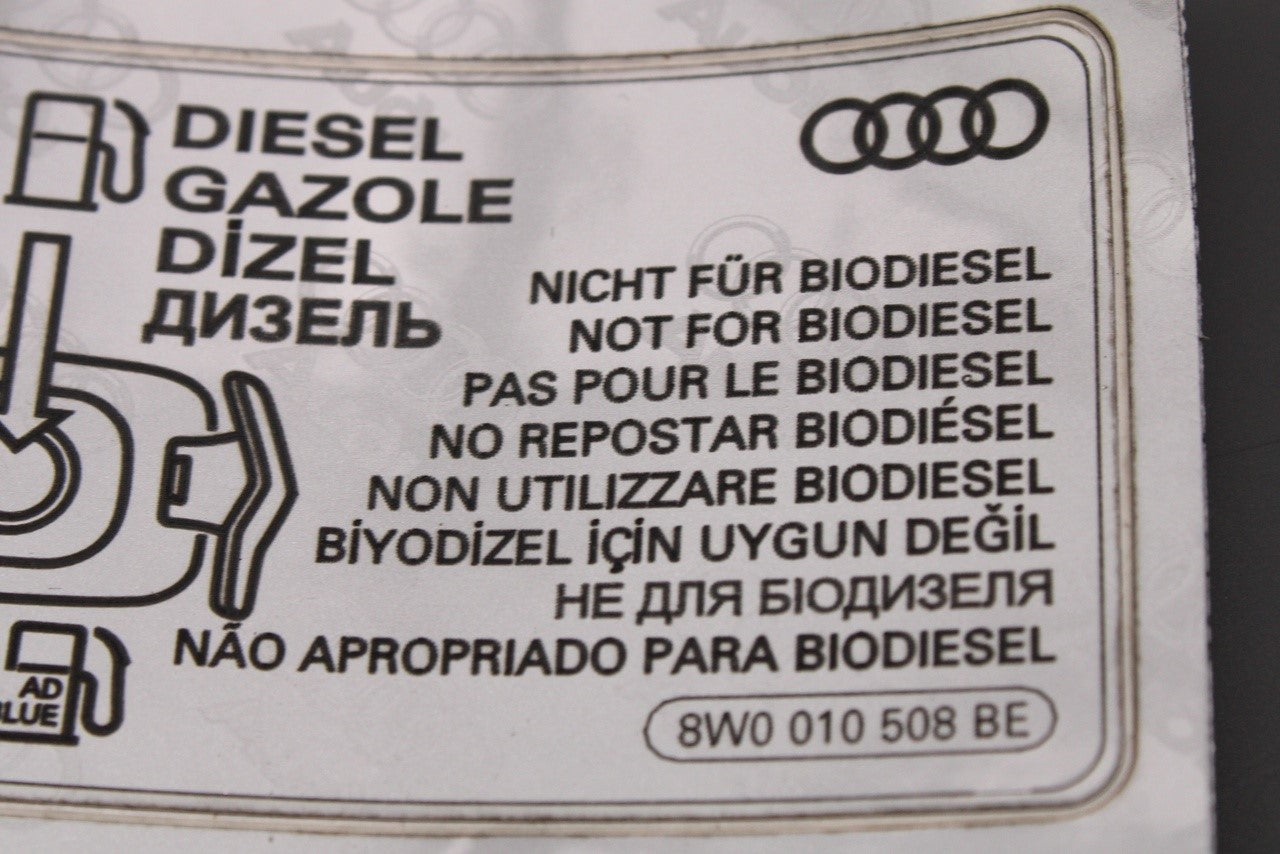 DIESEL
GAZOLE
DİZEL
ДИЗЕЛЬ
NICHT FÜR BIODIESEL
NOT FOR BIODIESEL
PAS POUR LE BIODIESEL
NO REPOSTAR BIODIÉSEL
NON UTILIZZARE BIODIESEL
BİYODİZEL İÇİN UYGUN DEĞİL
НЕ ДЛЯ БІОДИЗЕЛЯ
NÃO APROPRIADO PARA BIODIESEL
AD
BLUE
8W0 010 508 BE